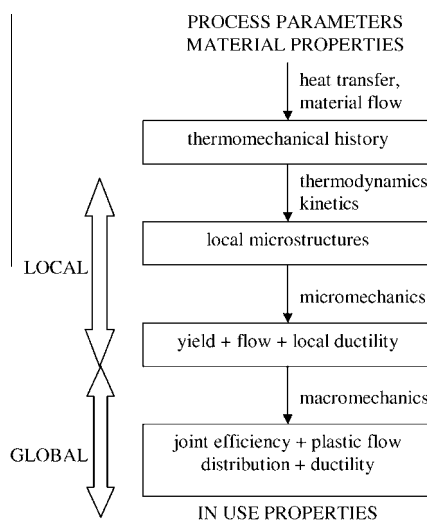 PROCESS PARAMETERS
MATERIAL PROPERTIES
heat transfer,
material flow
thermomechanical history
thermodynamics
kinetics
local microstructures
LOCAL
micromechanics
yield + flow + local ductility
macromechanics
joint efficiency + plastic flow
distribution + ductility
GLOBAL
IN USE PROPERTIES